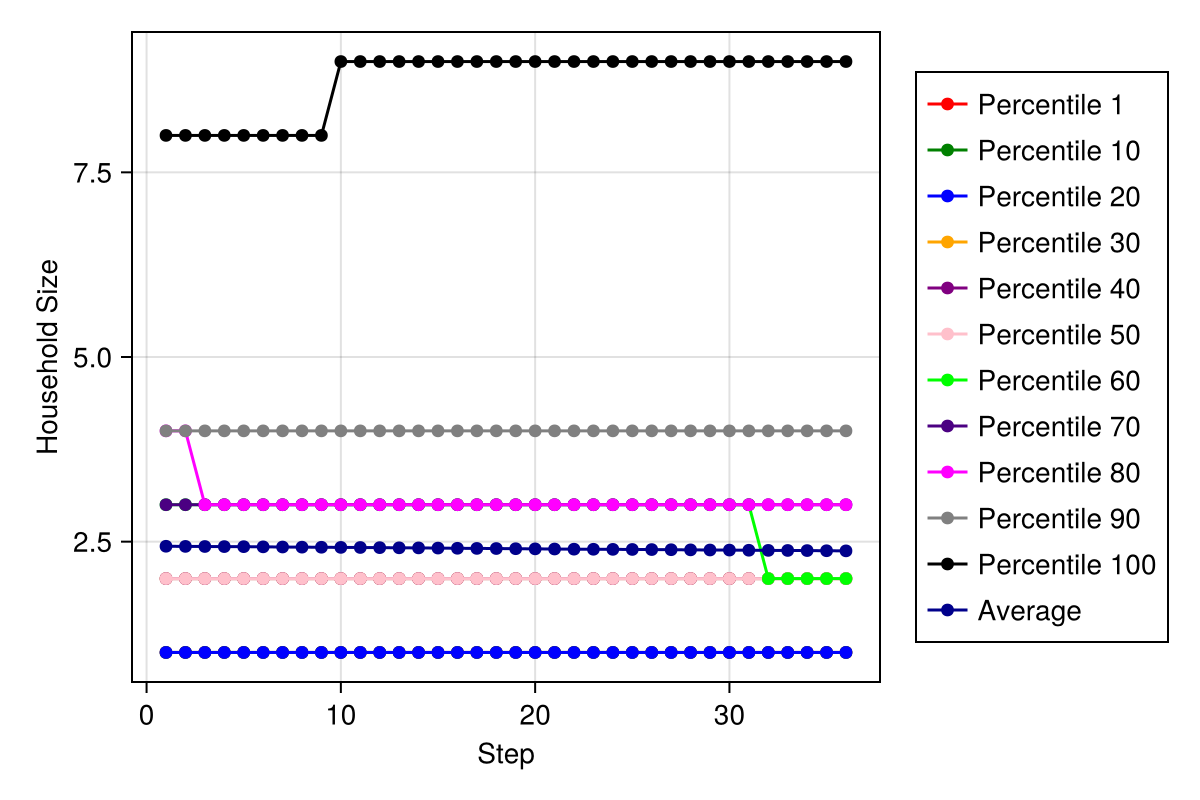 7.5
5.0
2.5
Household Size
0 10 20 30
Step
Percentile 1
Percentile 10
Percentile 20
Percentile 30
Percentile 40
Percentile 50
Percentile 60
Percentile 70
Percentile 80
Percentile 90
Percentile 100
Average